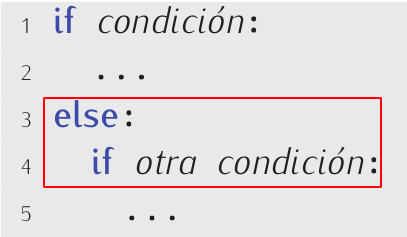 1 if condición:
2 ...
3 else:
4 if otra condición:
5 ...